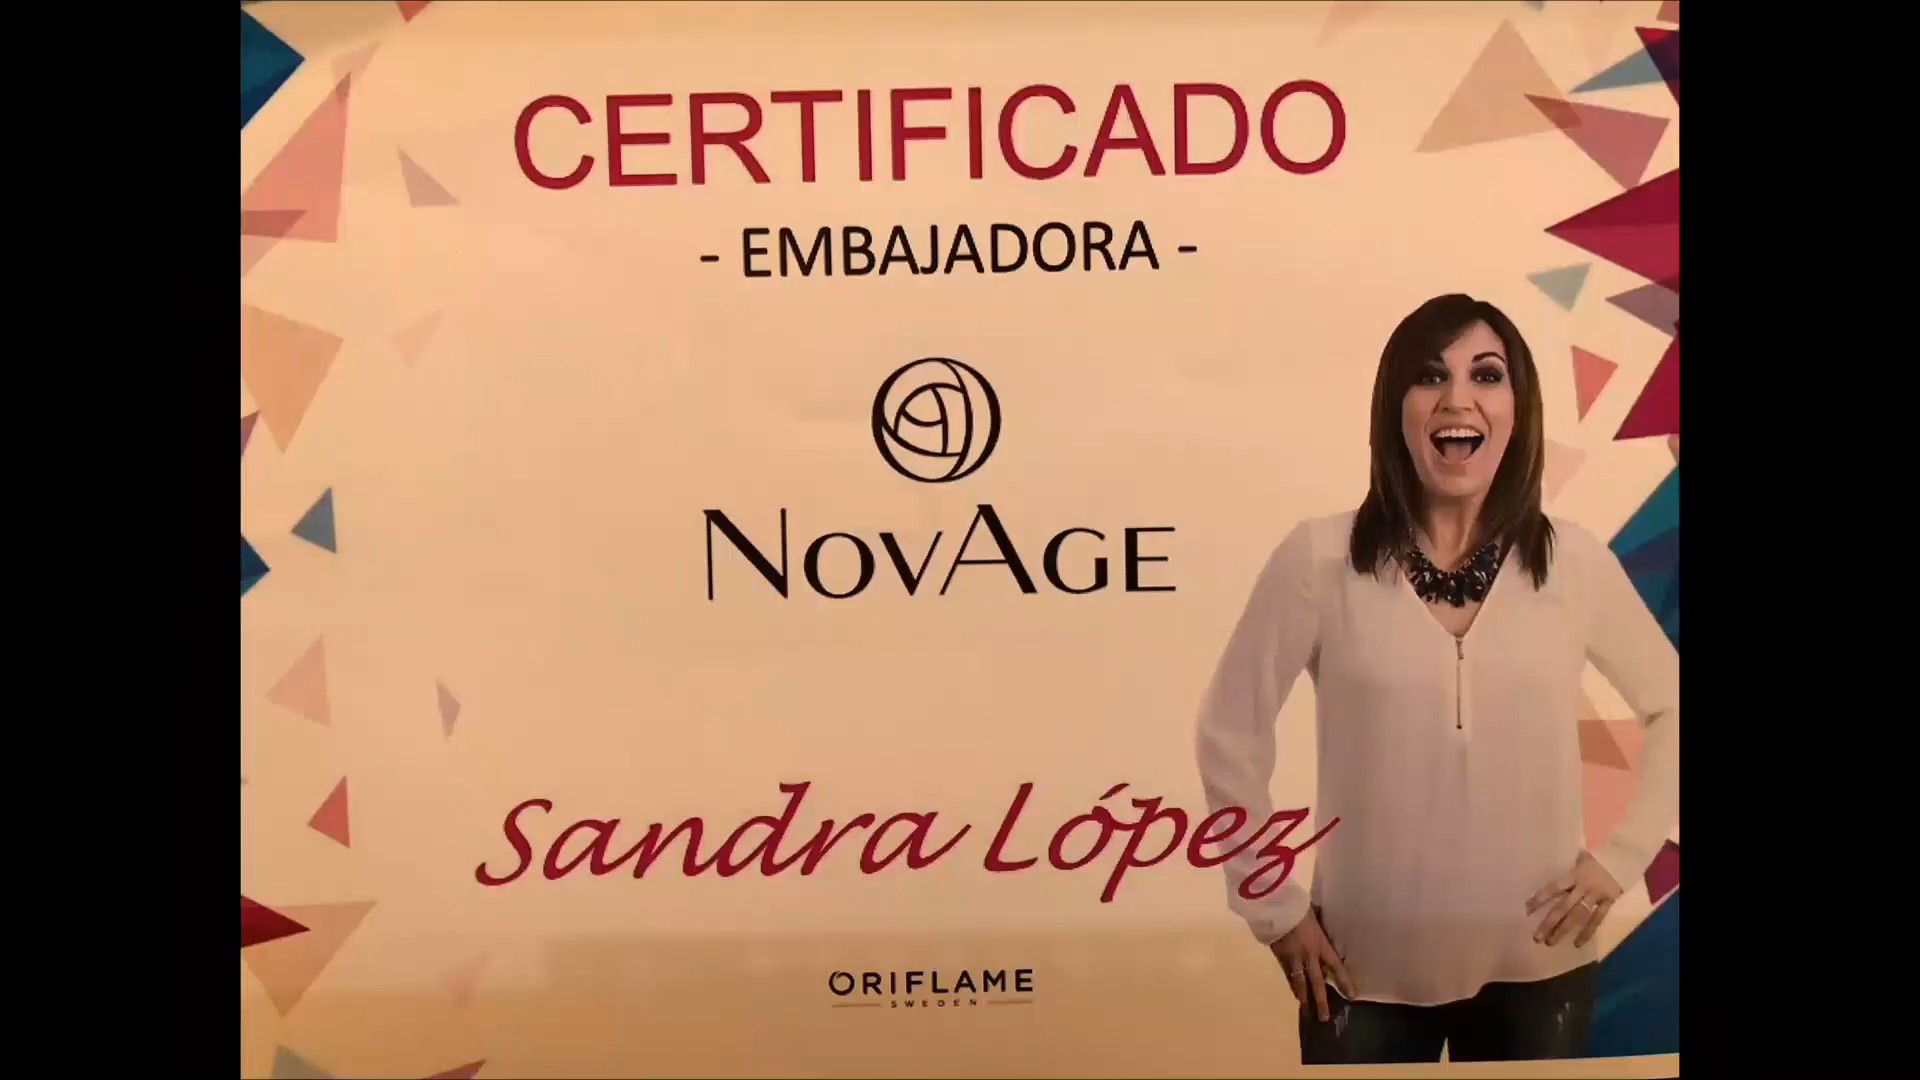 CERTIFICADO
- EMBAJADORA -
NOVAGE
Sandra López
ORIFLAME
SWEDEN